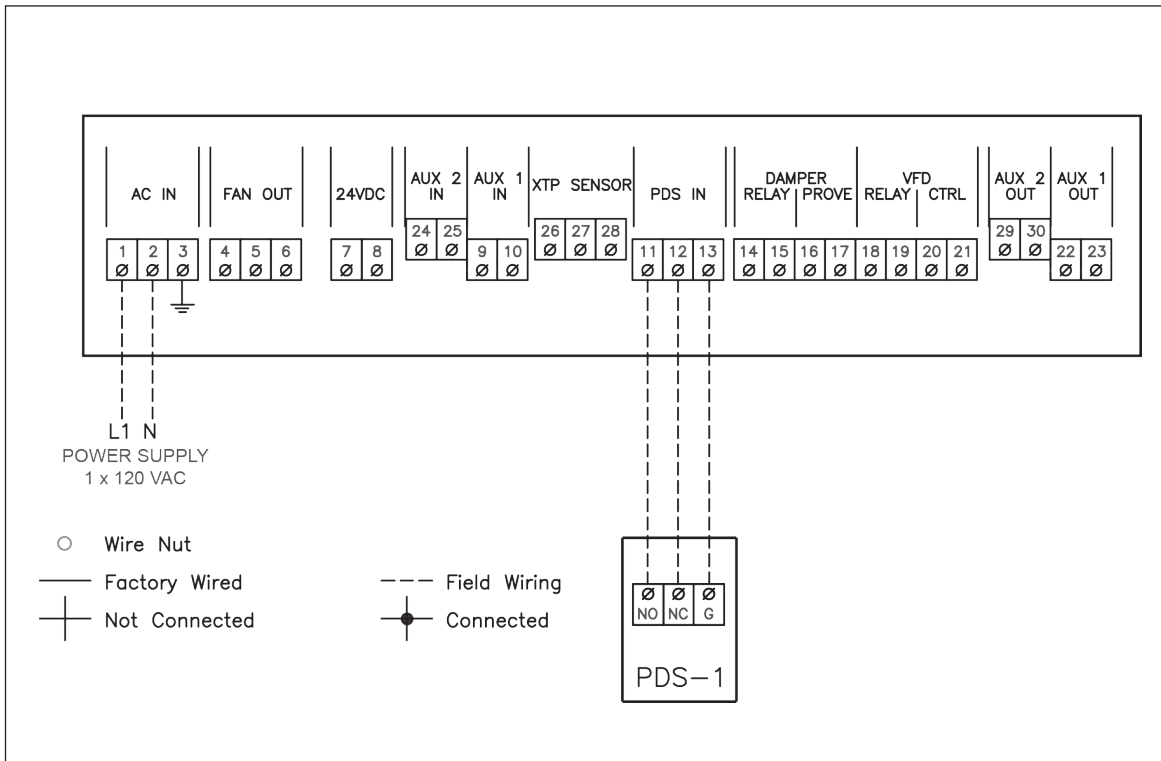 AC IN
FAN OUT
24VDC
AUX 2
IN
AUX 1
IN
XTP SENSOR
PDS IN
DAMPER
RELAY PROVE
VFD
RELAY CTRL
AUX 2
OUT
AUX 1
OUT
1 2 3
4 5 6
7 8
24 25
9 10
26 27 28
11 12 13
14 15 16 17 18 19 20 21
29 30
22 23
L1 N
POWER SUPPLY
1 x 120 VAC
Wire Nut
Factory Wired
Not Connected
Field Wiring
Connected
NO NC G
PDS-1